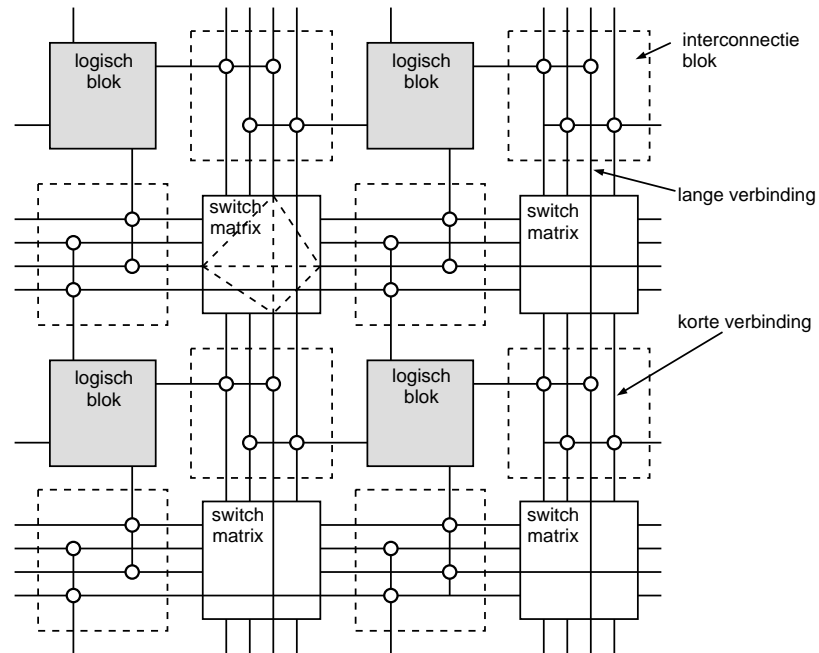 logisch
blok
logisch
blok
interconnectie
blok
lange verbinding
switch
matrix
switch
matrix
korte verbinding
logisch
blok
logisch
blok
switch
matrix
switch
matrix